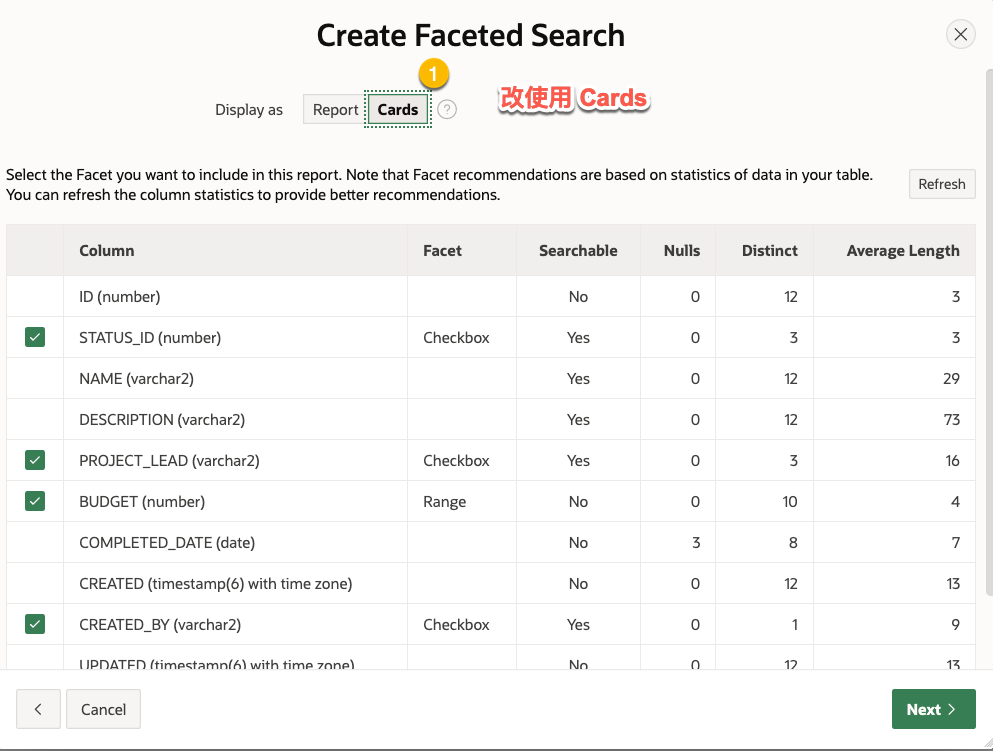 Create Faceted Search
1
Display as Report Cards ? 改使用 Cards
Select the Facet you want to include in this report. Note that Facet recommendations are based on statistics of data in your table.
You can refresh the column statistics to provide better recommendations.
Refresh
Column Facet Searchable Nulls Distinct Average Length
ID (number) No 0 12 3
STATUS_ID (number) Checkbox Yes 0 3 3
NAME (varchar2) Yes 0 12 29
DESCRIPTION (varchar2) Yes 0 12 73
PROJECT_LEAD (varchar2) Checkbox Yes 0 3 16
BUDGET (number) Range No 0 10 4
COMPLETED_DATE (date) No 3 8 7
CREATED (timestamp(6) with time zone) No 0 12 13
CREATED_BY (varchar2) Checkbox Yes 0 1 9
UPDATED (timestamp(6) with time zone) No 0 12 13
Cancel Next